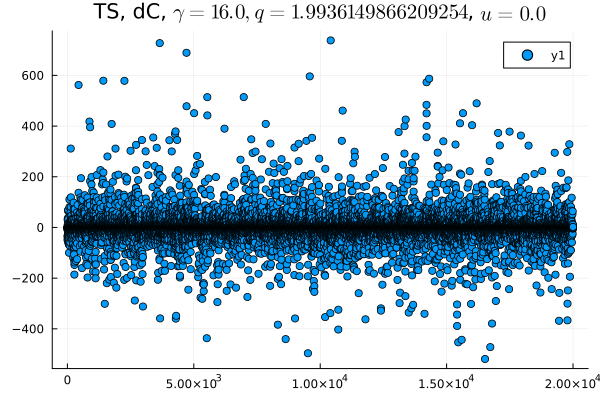 TS, dC, γ = 16.0, q = 1.9936149866209254, u = 0.0
y1
600
400
200
0
−200
−400
0 5.00×10³ 1.00×10⁴ 1.50×10⁴ 2.00×10⁴